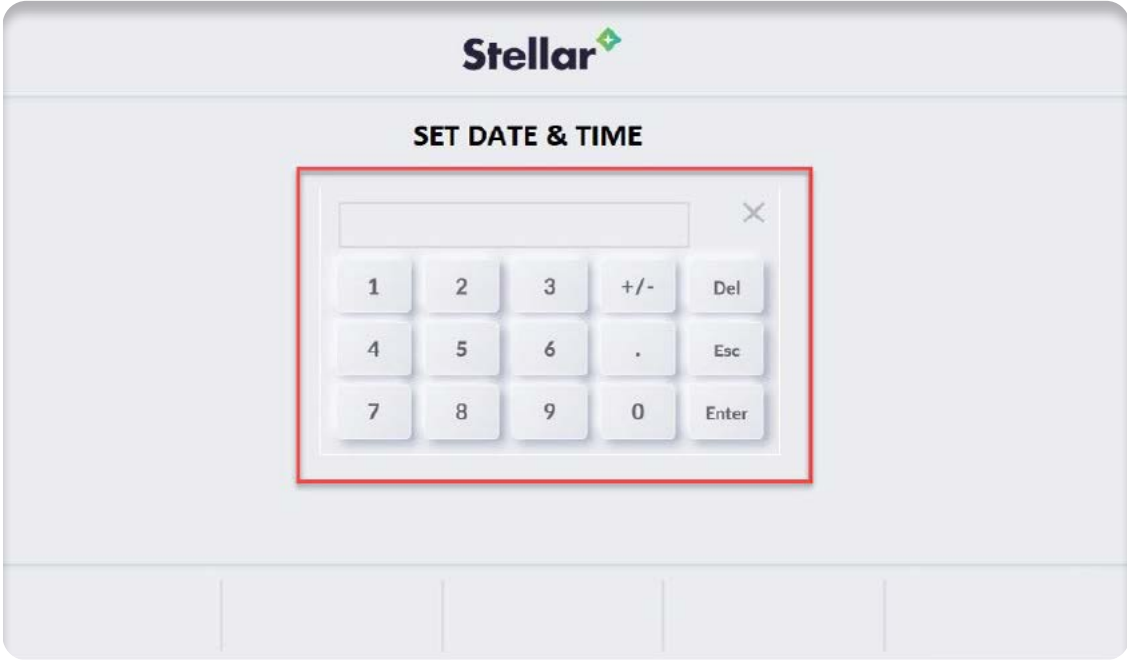 Stellar
SET DATE & TIME
1 2 3 +/- Del
4 5 6 . Esc
7 8 9 0 Enter